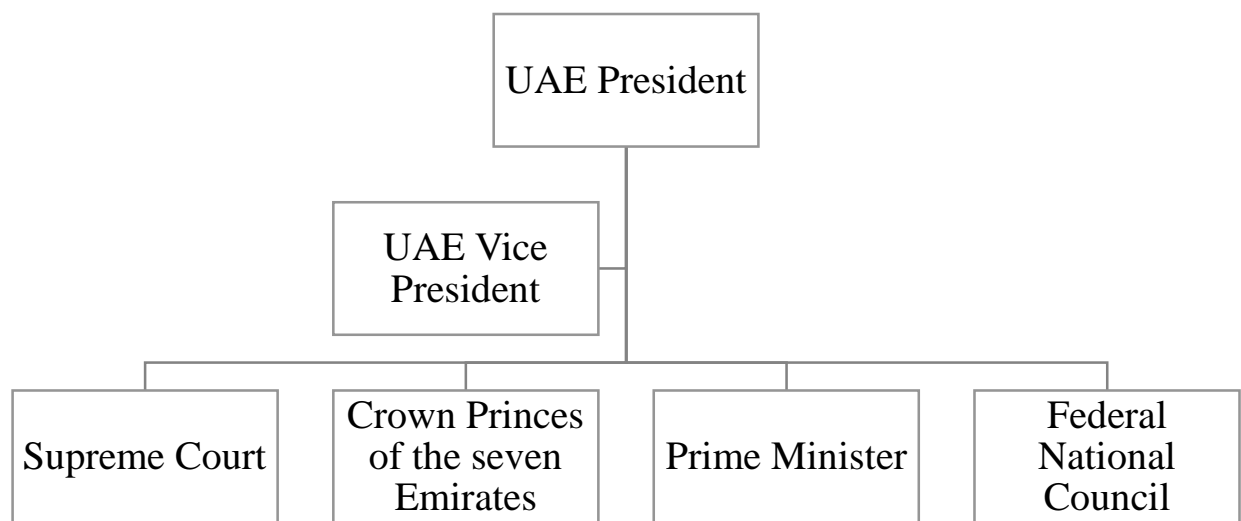 UAE President
UAE Vice
President
Supreme Court
Crown Princes
of the seven
Emirates
Prime Minister
Federal
National
Council